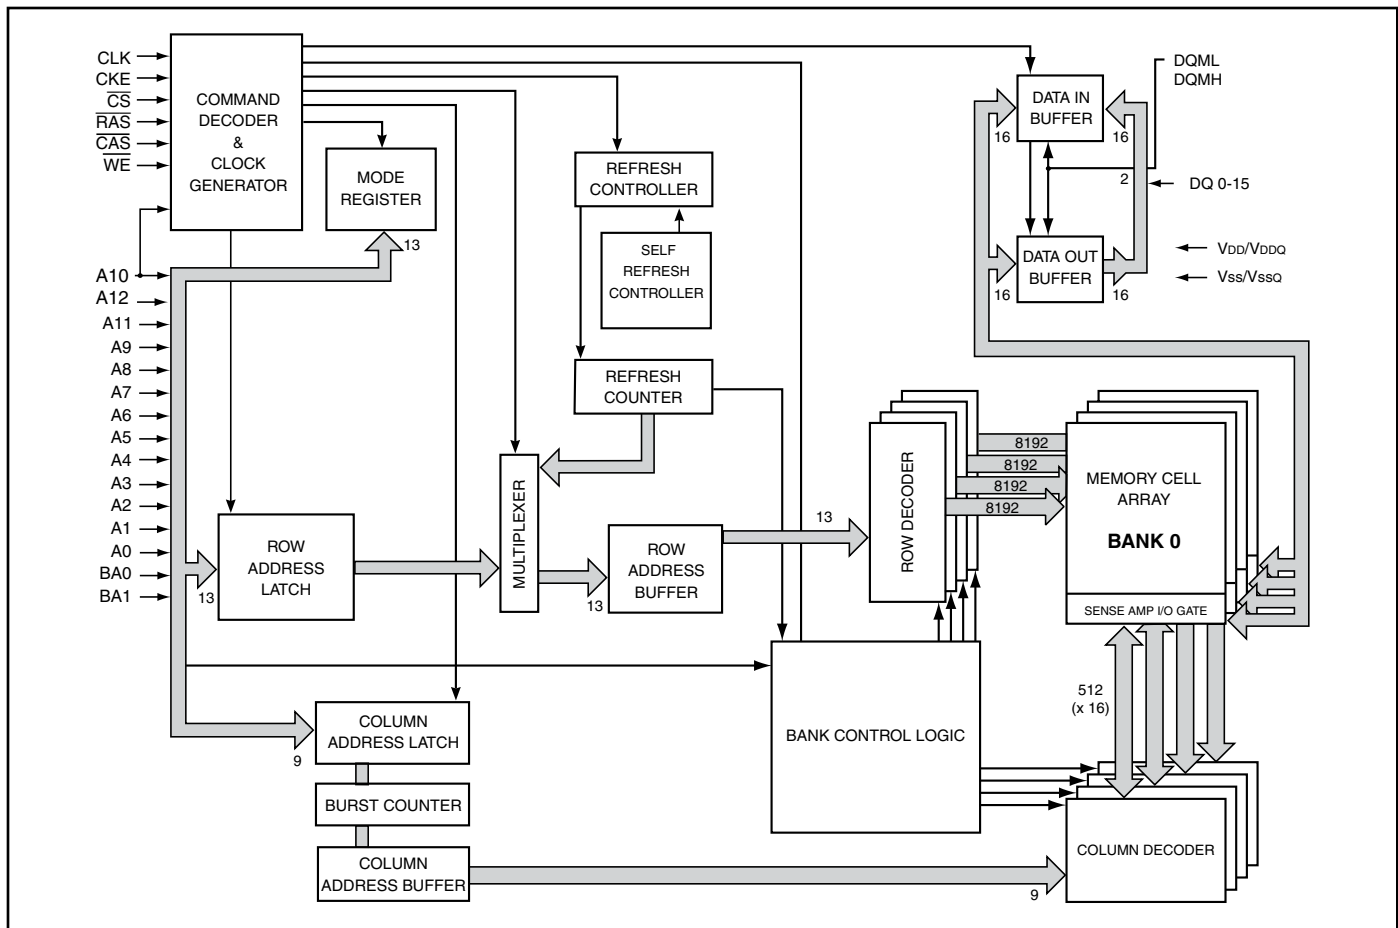 CLK
CKE
CS
RAS
CAS
WE
A10
A12
A11
A9
A8
A7
A6
A5
A4
A3
A2
A1
A0
BA0
BA1
COMMAND
DECODER
&
CLOCK
GENERATOR
MODE
REGISTER
13
REFRESH
CONTROLLER
SELF
REFRESH
CONTROLLER
REFRESH
COUNTER
DATA IN
BUFFER
16
16
DQML
DQMH
2
DQ 0-15
DATA OUT
BUFFER
16
16
VDD/VDDQ
Vss/VssQ
13
ROW
ADDRESS
LATCH
MULTIPLEXER
13
ROW
ADDRESS
BUFFER
13
ROW DECODER
8192
8192
8192
8192
MEMORY CELL
ARRAY
BANK 0
SENSE AMP I/O GATE
512
(x 16)
BANK CONTROL LOGIC
9
COLUMN
ADDRESS LATCH
BURST COUNTER
COLUMN
ADDRESS BUFFER
9
COLUMN DECODER